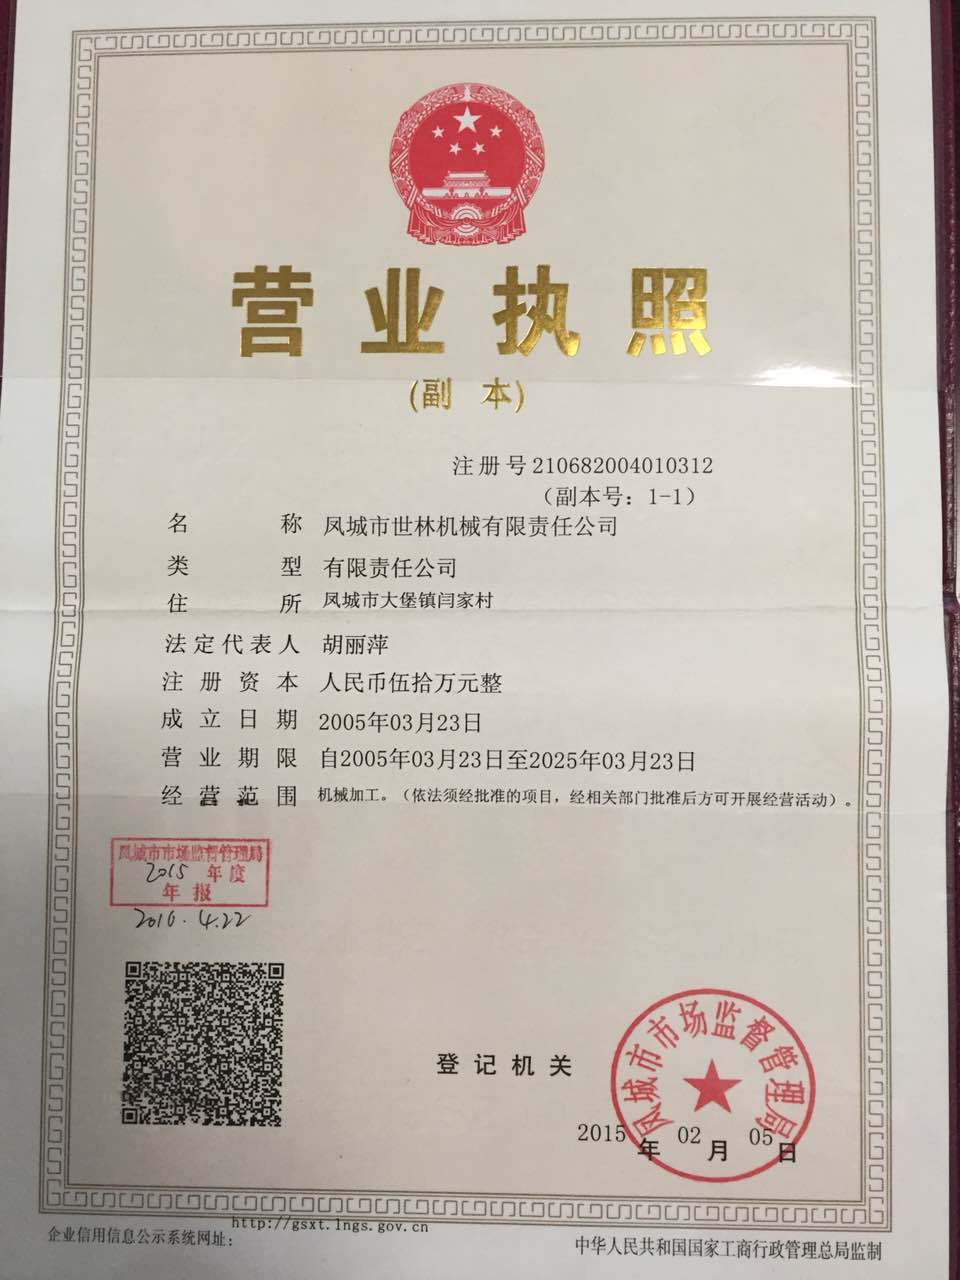 营业执照
(副 本)
注册号210682004010312
（副本号：1-1）
名 称 凤城市世林机械有限责任公司
类 型 有限责任公司
住 所 凤城市大堡镇闫家村
法定代表人 胡丽萍
注册资本 人民币伍拾万元整
成立日期 2005年03月23日
营业期限 自2005年03月23日至2025年03月23日
经营范围 机械加工。（依法须经批准的项目，经相关部门批准后方可开展经营活动）。
凤城市市场监督管理局
2015 年度
年报
2016.4.22
登记机关
凤城市市场监督管理局
2015 年 02 月 05 日
http://gsxt.lngs.gov.cn
企业信用信息公示系统网址：
中华人民共和国国家工商行政管理总局监制